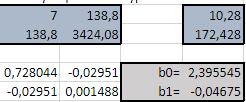 7 138,8 10,28
138,8 3424,08 172,428
0,728044 -0,02951 b0= 2,395545
-0,02951 0,001488 b1= -0,04675